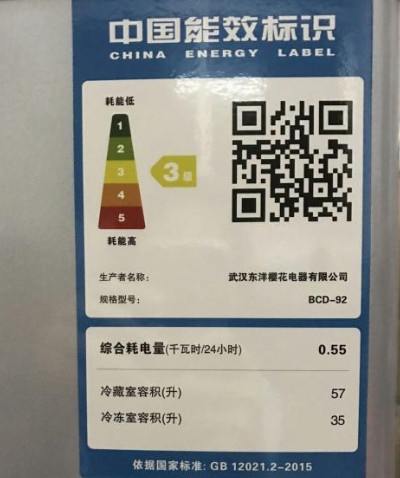 中国能效标识
CHINA ENERGY LABEL
耗能低
1
2
3
4
5
3级
耗能高
生产者名称: 武汉东洋樱花电器有限公司
规格型号: BCD-92
综合耗电量(千瓦时/24小时) 0.55
冷藏室容积(升) 57
冷冻室容积(升) 35
依据国家标准: GB 12021.2-2015